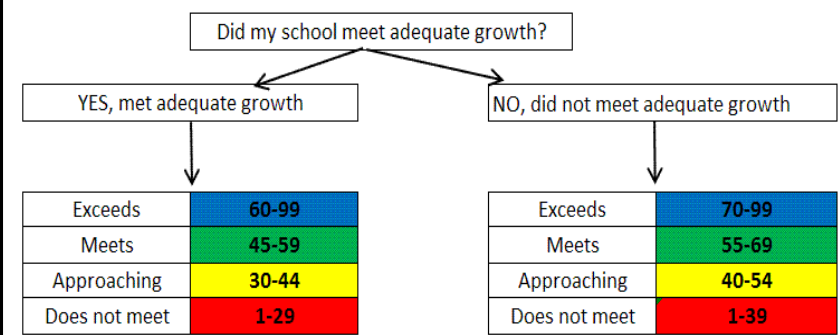 Did my school meet adequate growth?
YES, met adequate growth
NO, did not meet adequate growth
Exceeds 60-99
Meets 45-59
Approaching 30-44
Does not meet 1-29
Exceeds 70-99
Meets 55-69
Approaching 40-54
Does not meet 1-39